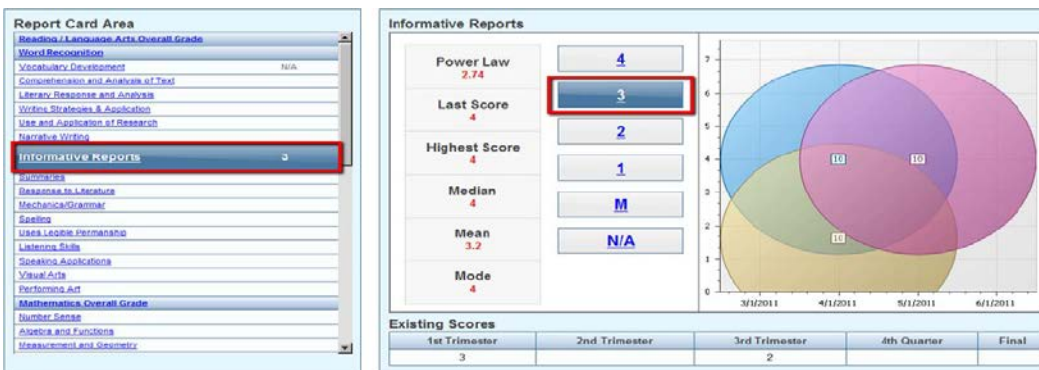 Report Card Area
Reading / Language Arts Overall Grade
Word Recognition
Vocabulary Development N/A
Comprehension and Analysis of Text
Literary Response and Analysis
Writing Strategies & Application
Use and Application of Research
Narrative Writing
Informative Reports 3
Summaries
Response to Literature
Mechanics/Grammar
Spelling
Uses Legible Permanship
Listening Skills
Speaking Applications
Visual Arts
Performing Art
Mathematics Overall Grade
Number Sense
Algebra and Functions
Measurement and Geometry
Informative Reports
Power Law
2.74
Last Score
4
Highest Score
4
Median
4
Mean
3.2
Mode
4
4
3
2
1
M
N/A
7
6
5
4
3
2
1
0
10
10
10
3/1/2011 4/1/2011 5/1/2011 6/1/2011
Existing Scores
1st Trimester 2nd Trimester 3rd Trimester 4th Quarter Final
3 2